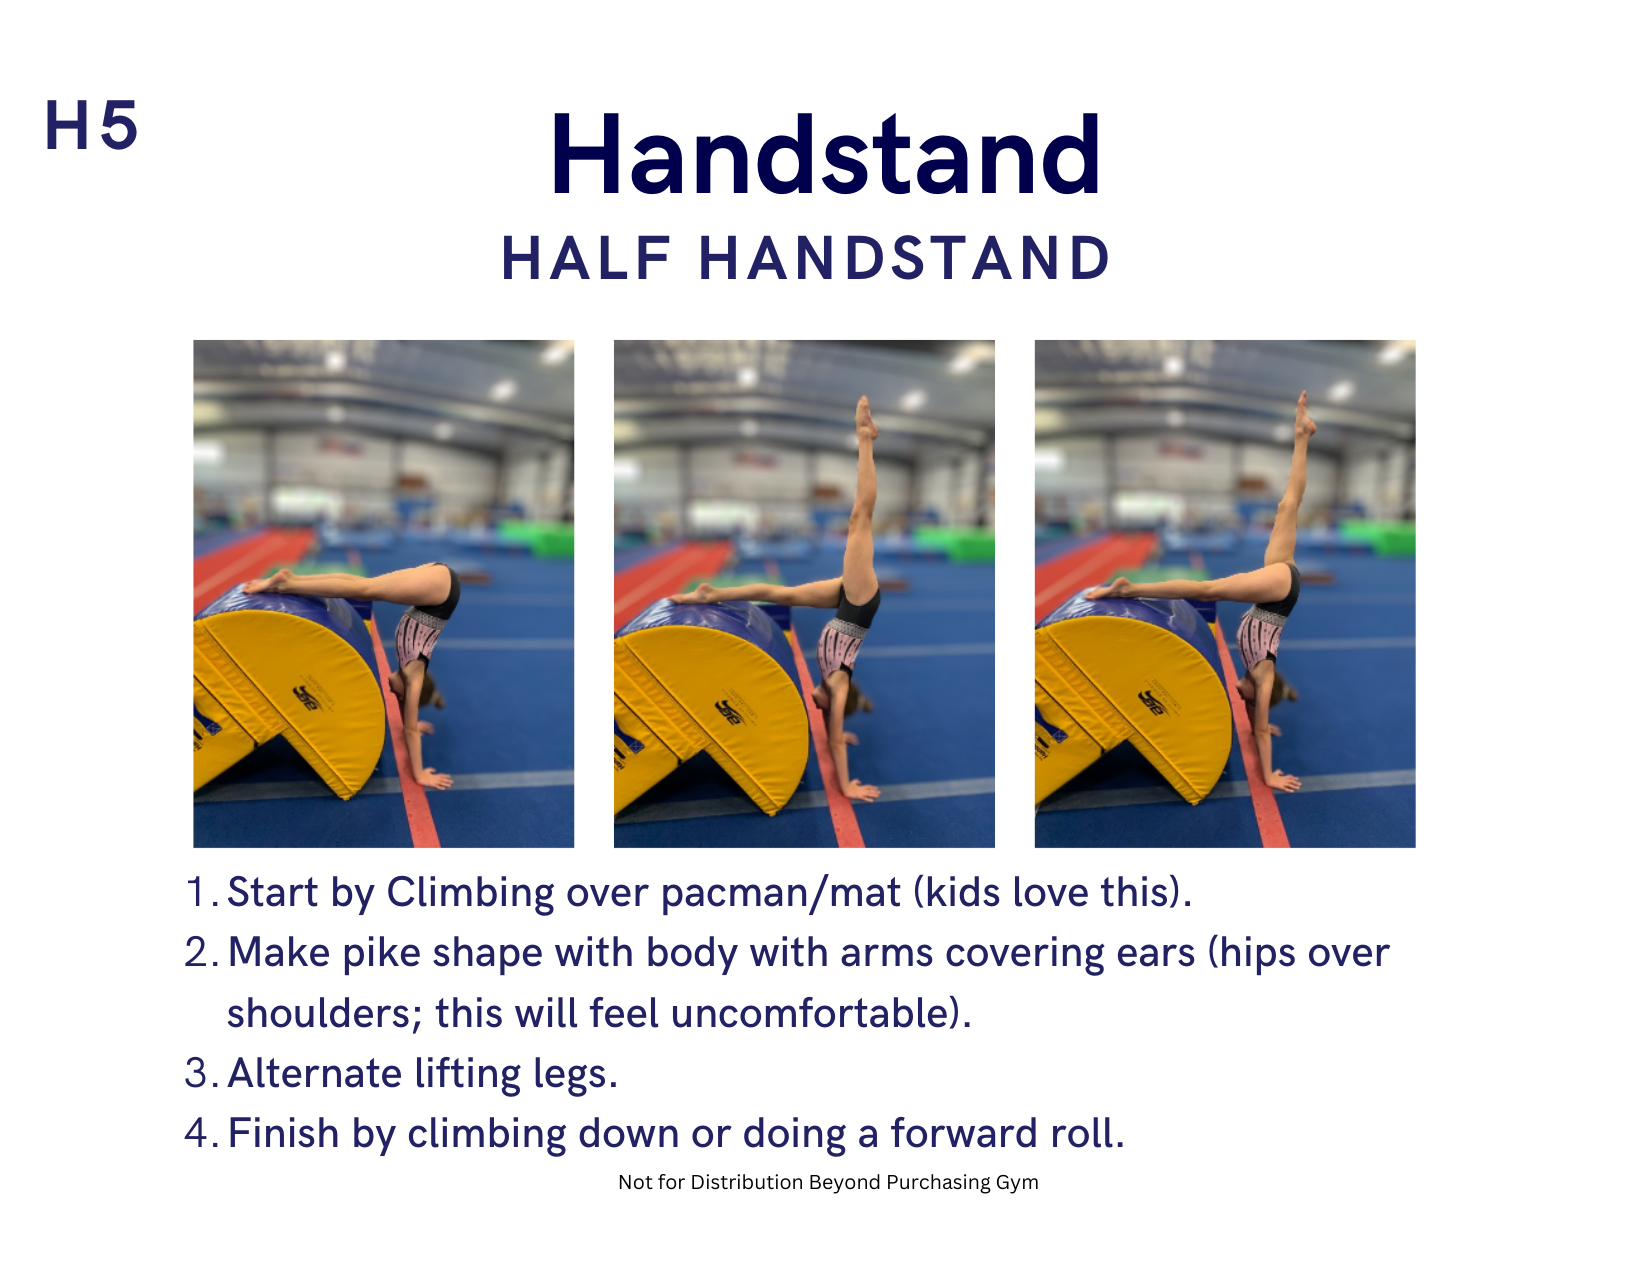 H5
Handstand
HALF HANDSTAND
1. Start by Climbing over pacman/mat (kids love this).
2. Make pike shape with body with arms covering ears (hips over
shoulders; this will feel uncomfortable).
3. Alternate lifting legs.
4. Finish by climbing down or doing a forward roll.
Not for Distribution Beyond Purchasing Gym